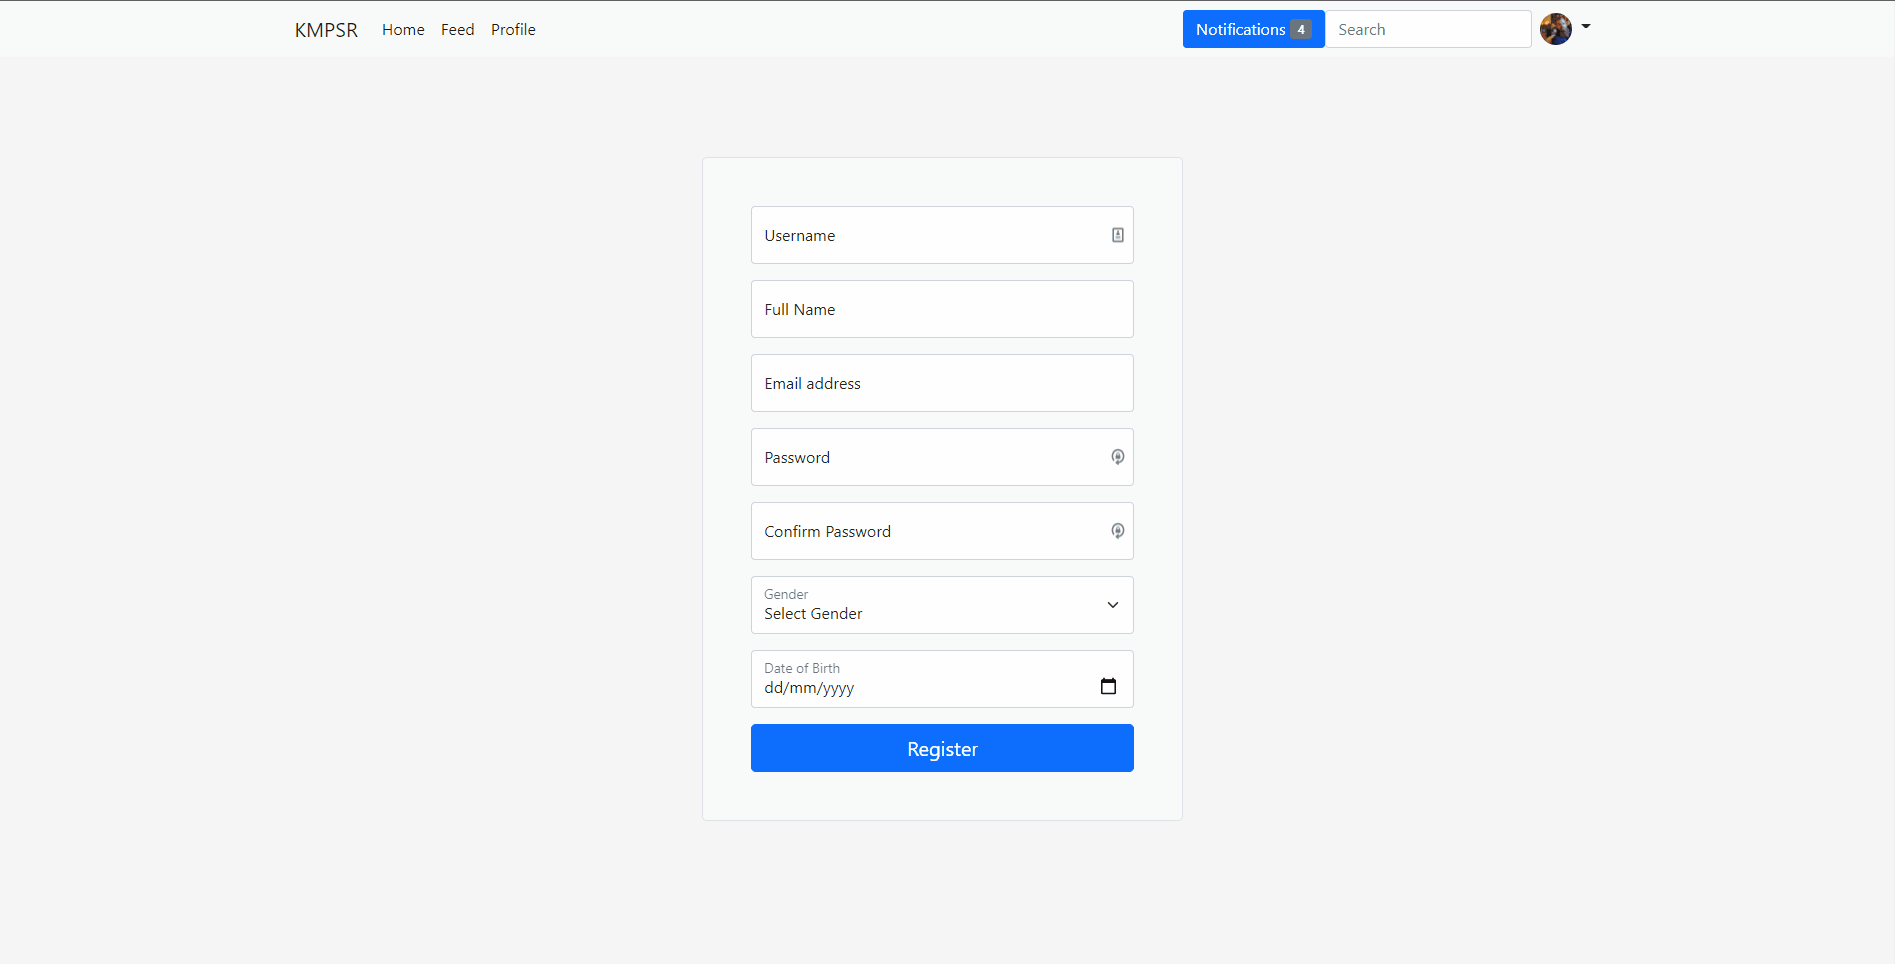 KMPSR Home Feed Profile Notifications 4 Search
Username
Full Name
Email address
Password
Confirm Password
Gender
Select Gender
Date of Birth
dd/mm/yyyy
Register